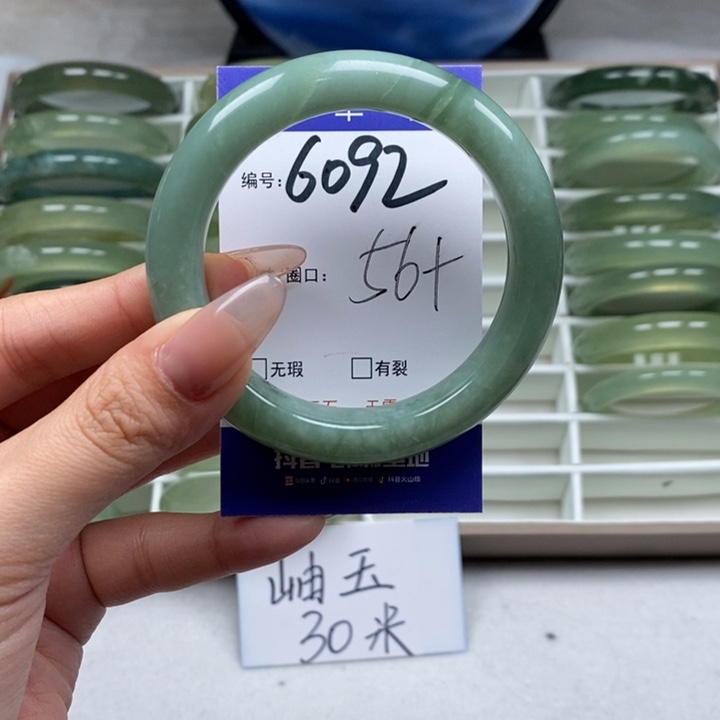 编号: 6092
圈口: 56+
无瑕 有裂
岫玉
30米